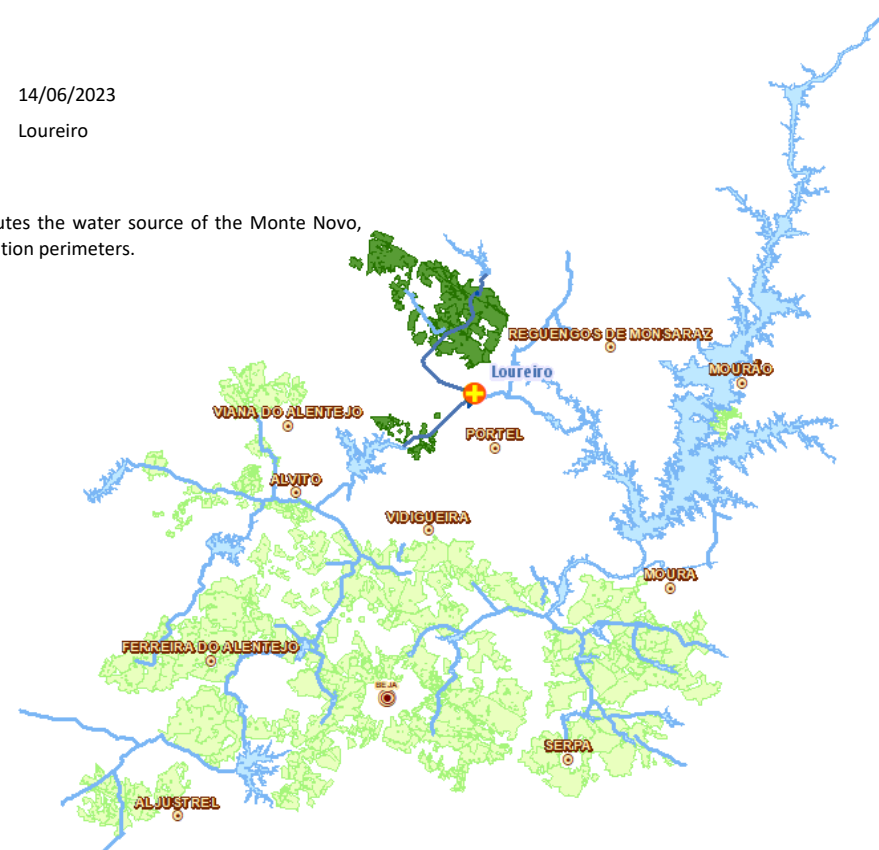 14/06/2023
Loureiro
utes the water source of the Monte Novo,
tion perimeters.
REGUENGOS DE MONSARAZ
MOURÃO
Loureiro
VIANA DO ALENTEJO
PORTEL
ALVITO
VIDIGUEIRA
MOURA
FERREIRA DO ALENTEJO
BEJA
SERPA
ALJUSTREL